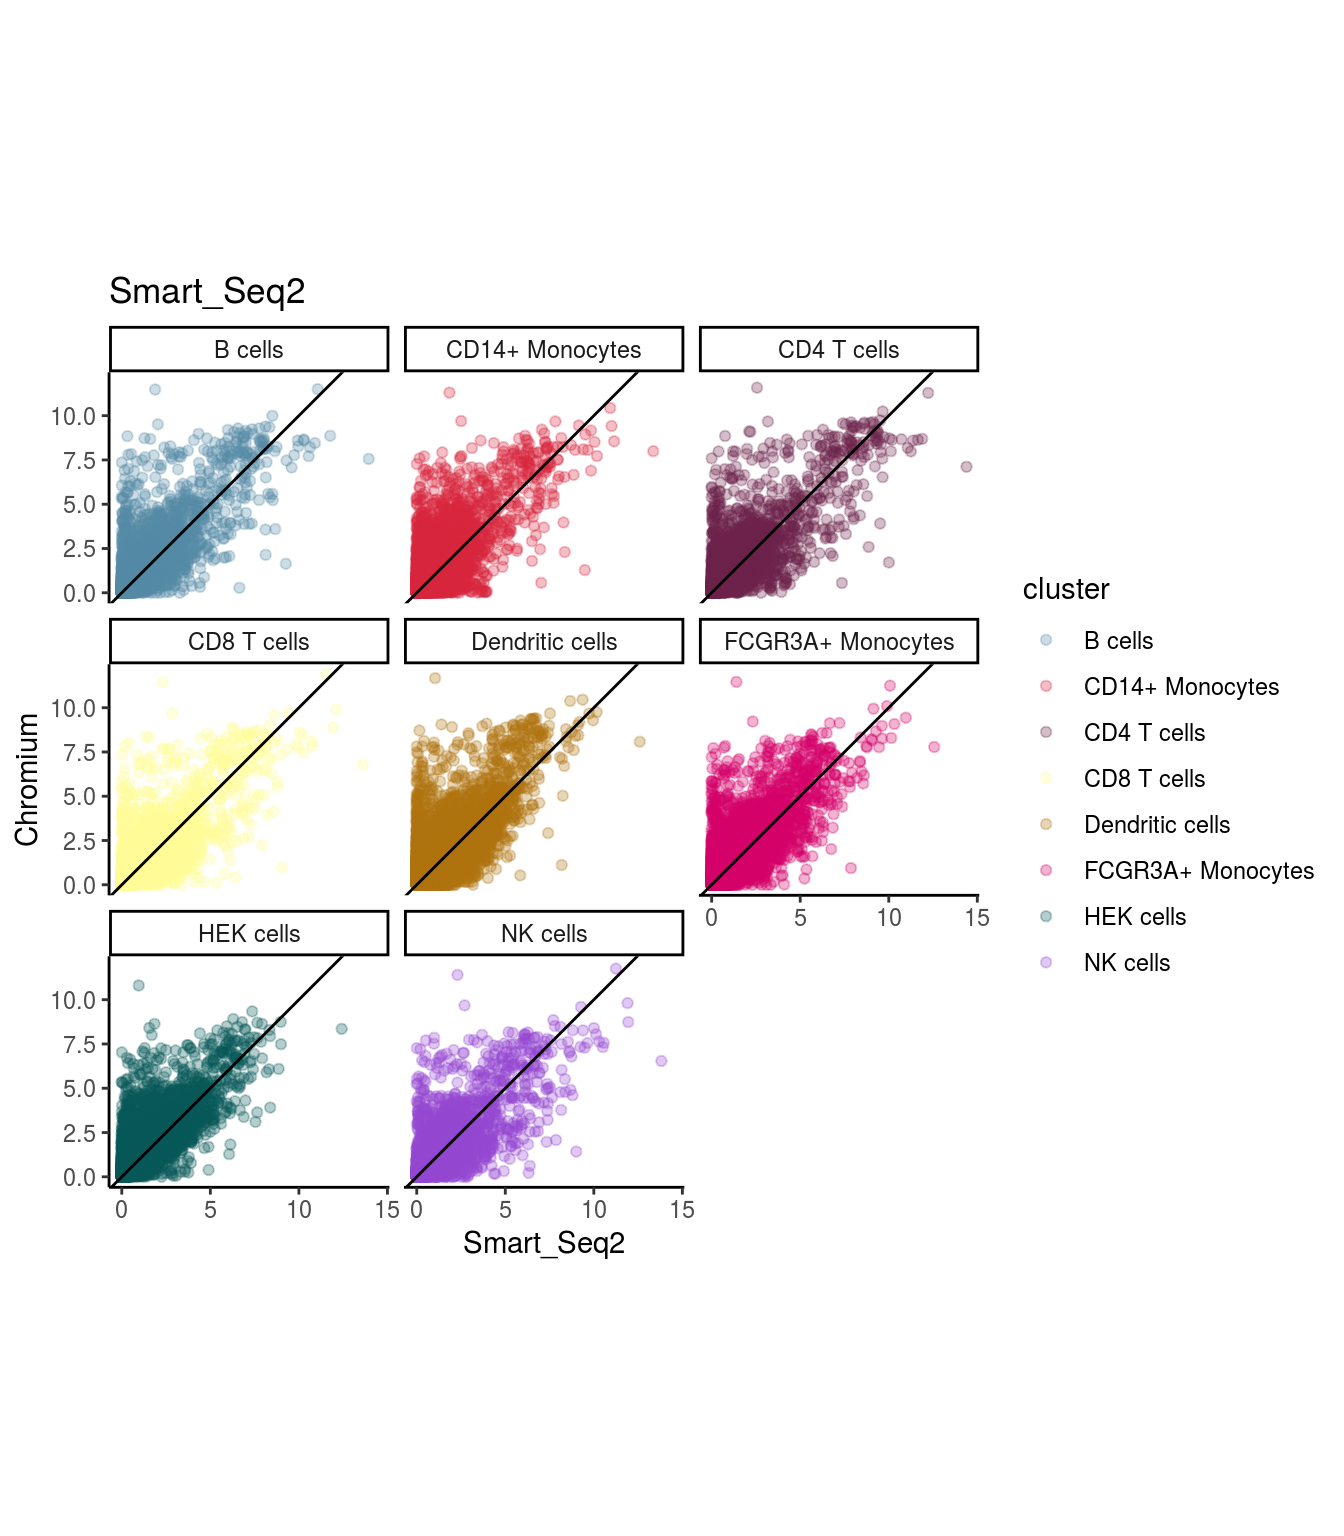 Smart_Seq2
B cells
CD14+ Monocytes
CD4 T cells
10.0
7.5
5.0
2.5
0.0
CD8 T cells
Dendritic cells
FCGR3A+ Monocytes
10.0
7.5
5.0
2.5
0.0
0 5 10 15
HEK cells
NK cells
10.0
7.5
5.0
2.5
0.0
0 5 10 15
0 5 10 15
Smart_Seq2
Chromium
cluster
B cells
CD14+ Monocytes
CD4 T cells
CD8 T cells
Dendritic cells
FCGR3A+ Monocytes
HEK cells
NK cells